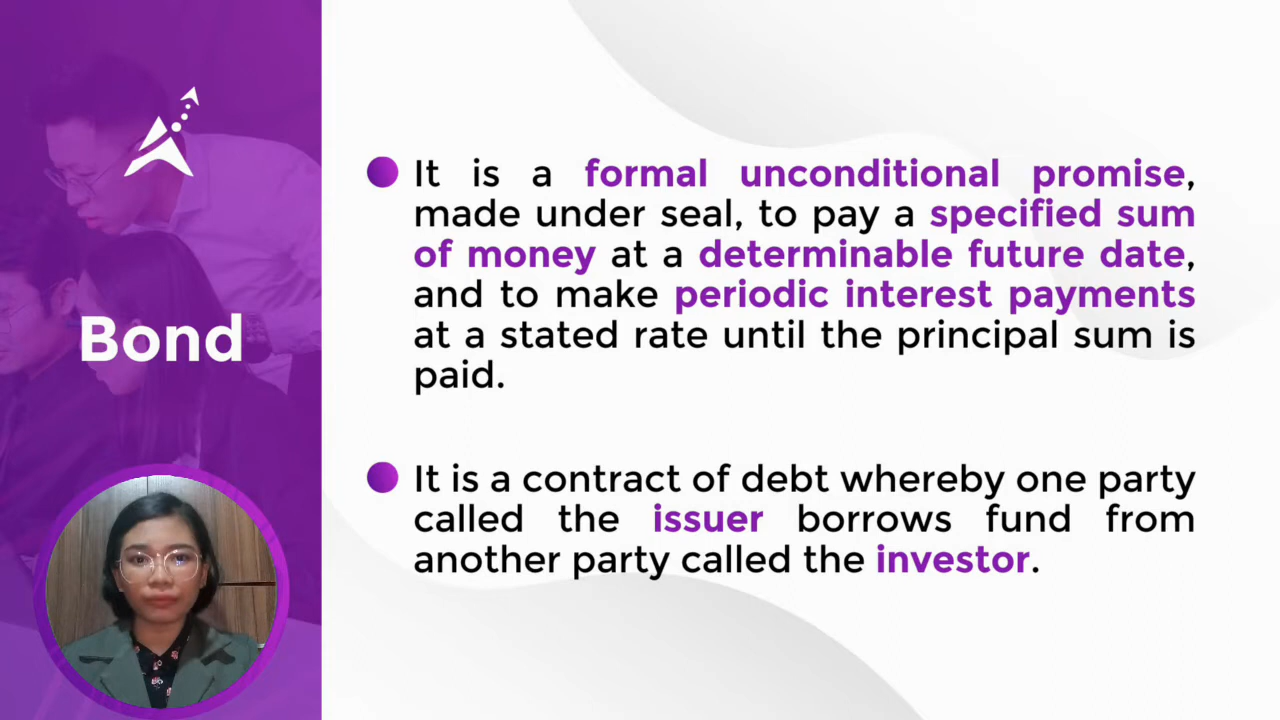 Bond
It is a formal unconditional promise,
made under seal, to pay a specified sum
of money at a determinable future date,
and to make periodic interest payments
at a stated rate until the principal sum is
paid.
It is a contract of debt whereby one party
called the issuer borrows fund from
another party called the investor.